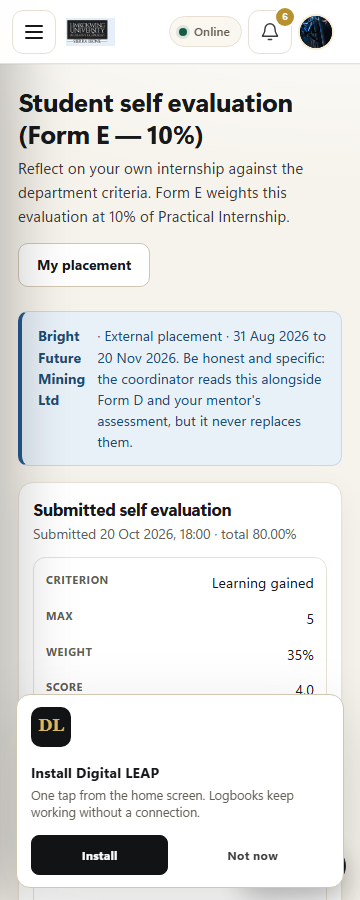 LIMKOKWING
UNIVERSITY
SIERRA LEONE
Online
6
Student self evaluation
(Form E — 10%)
Reflect on your own internship against the
department criteria. Form E weights this
evaluation at 10% of Practical Internship.
My placement
Bright
Future
Mining
Ltd
· External placement · 31 Aug 2026 to
20 Nov 2026. Be honest and specific:
the coordinator reads this alongside
Form D and your mentor's
assessment, but it never replaces
them.
Submitted self evaluation
Submitted 20 Oct 2026, 18:00 · total 80.00%
CRITERION Learning gained
MAX 5
WEIGHT 35%
SCORE 4.0
DL
Install Digital LEAP
One tap from the home screen. Logbooks keep
working without a connection.
Install Not now